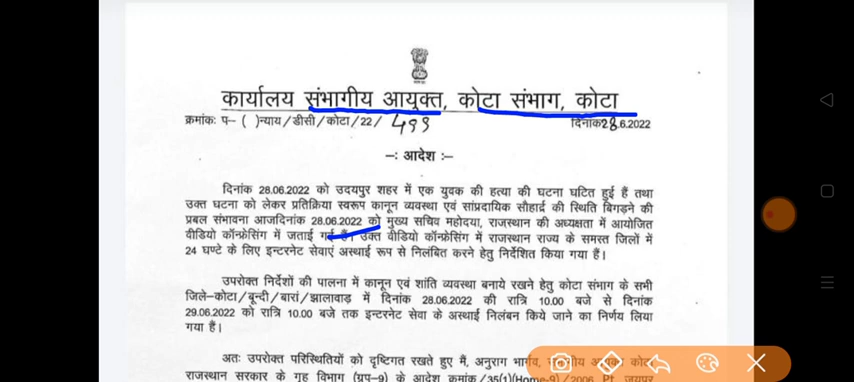 कार्यालय संभागीय आयुक्त, कोटा संभाग, कोटा
क्रमांकः प– ( )न्याय/डीसी/कोटा/22/ 499 दिनांक28.6.2022
–: आदेश :–
दिनांक 28.06.2022 को उदयपुर शहर में एक युवक की हत्या की घटना घटित हुई हैं तथा
उक्त घटना को लेकर प्रतिक्रिया स्वरूप कानून व्यवस्था एवं सांप्रदायिक सौहार्द की स्थिति बिगड़ने की
प्रबल संभावना आजदिनांक 28.06.2022 को मुख्य सचिव महोदया, राजस्थान की अध्यक्षता में आयोजित
वीडियो कॉन्फ्रेसिंग में जताई गई हैं। उक्त वीडियो कॉन्फ्रेसिंग में राजस्थान राज्य के समस्त जिलों में
24 घण्टे के लिए इन्टरनेट सेवाएं अस्थाई रूप से निलंबित करने हेतु निर्देशित किया गया हैं।
उपरोक्त निर्देशों की पालना में कानून एवं शांति व्यवस्था बनाये रखने हेतु कोटा संभाग के सभी
जिले–कोटा/बून्दी/बारां/झालावाड़ में दिनांक 28.06.2022 की रात्रि 10.00 बजे से दिनांक
29.06.2022 को रात्रि 10.00 बजे तक इन्टरनेट सेवा के अस्थाई निलंबन किये जाने का निर्णय लिया
गया हैं।
अतः उपरोक्त परिस्थितियों को दृष्टिगत रखते हुए मैं, अनुराग भार्गव, कोटा
राजस्थान सरकार के गृह विभाग (ग्रुप–9) के आदेश क्रमांक /35(1)(Home-9)/2006